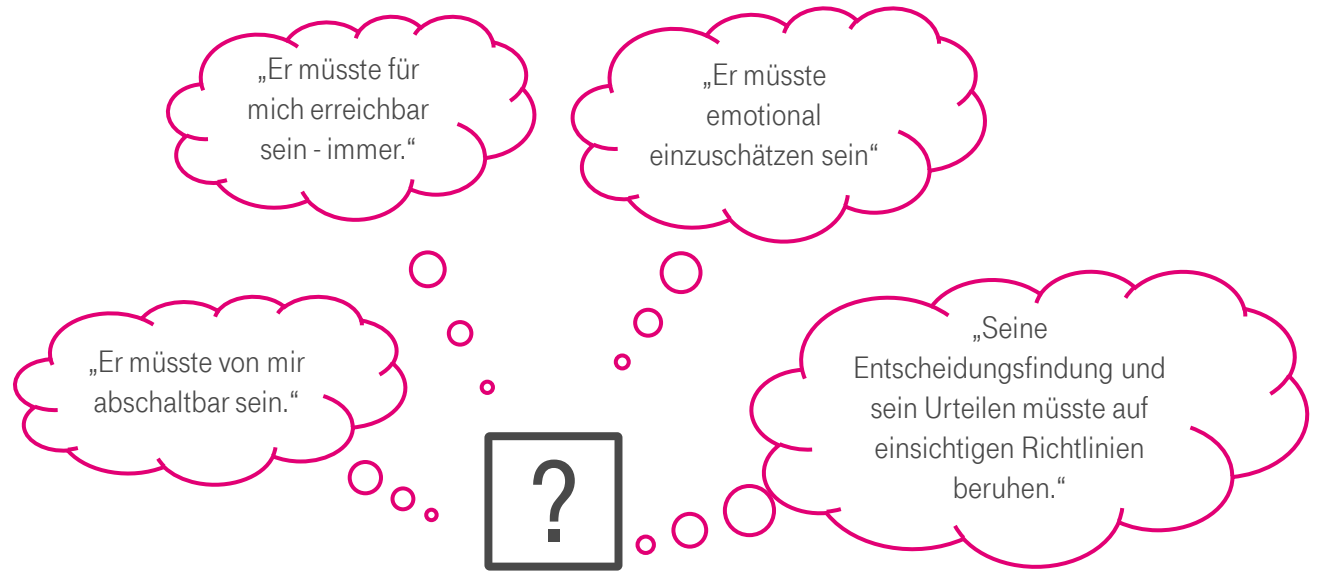 „Er müsste für
mich erreichbar
sein - immer.“
„Er müsste
emotional
einzuschätzen sein“
„Er müsste von mir
abschaltbar sein.“
„Seine
Entscheidungsfindung und
sein Urteilen müsste auf
einsichtigen Richtlinien
beruhen.“
?